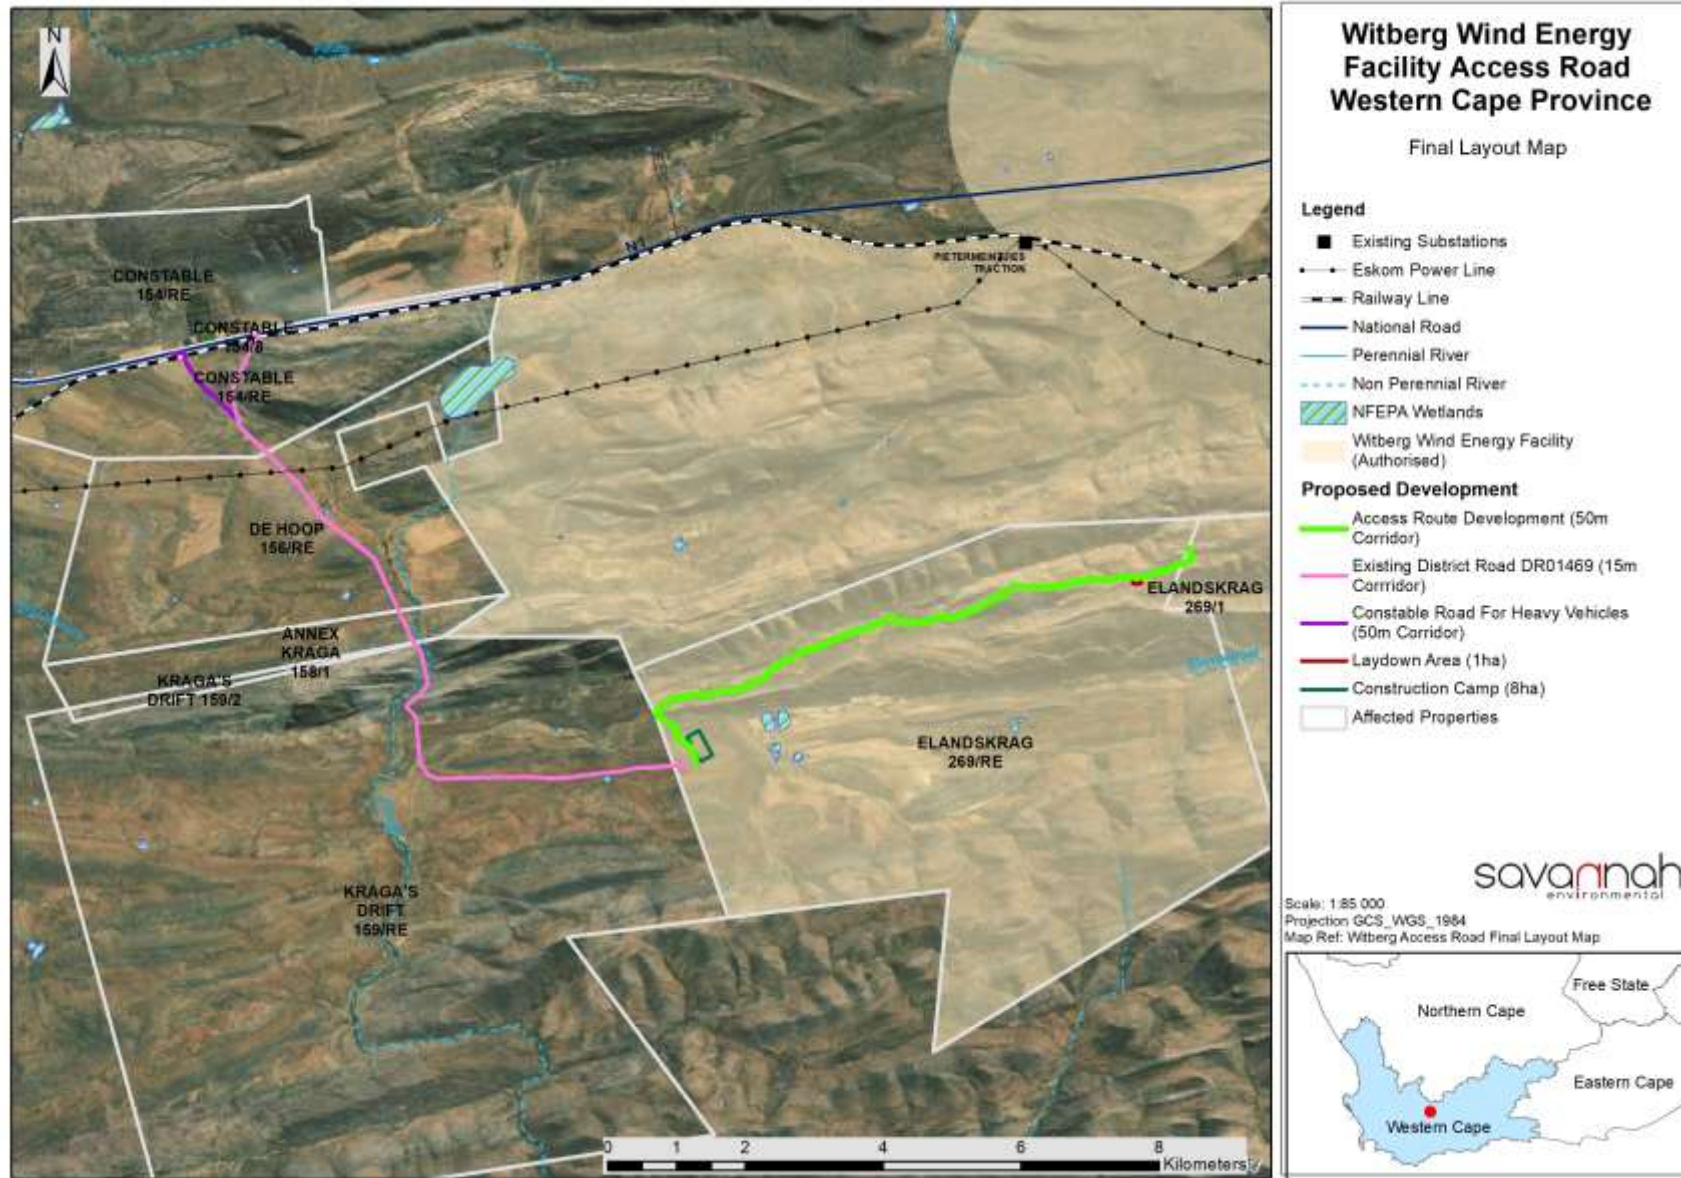 Witberg Wind Energy
Facility Access Road
Western Cape Province
Final Layout Map
Legend
Existing Substations
Eskom Power Line
Railway Line
National Road
Perennial River
Non Perennial River
NFEPA Wetlands
Witberg Wind Energy Facility
(Authorised)
Proposed Development
Access Route Development (50m
Corridor)
Existing District Road DR01469 (15m
Corrridor)
Constable Road For Heavy Vehicles
(50m Corridor)
Laydown Area (1ha)
Construction Camp (8ha)
Affected Properties
savannah
environmental
Scale: 1:85 000
Projection GCS_WGS_1984
Map Ref: Witberg Access Road Final Layout Map
Free State
Northern Cape
Eastern Cape
Western Cape
N
N1
TRACTION
CONSTABLE
154/RE
CONSTABLE
154/8
CONSTABLE
154/RE
DE HOOP
156/RE
ANNEX
KRAGA
158/1
KRAGA'S
DRIFT 159/2
ELANDSKRAG
269/1
ELANDSKRAG
269/RE
KRAGA'S
DRIFT
159/RE
0 1 2 4 6 8
Kilometers